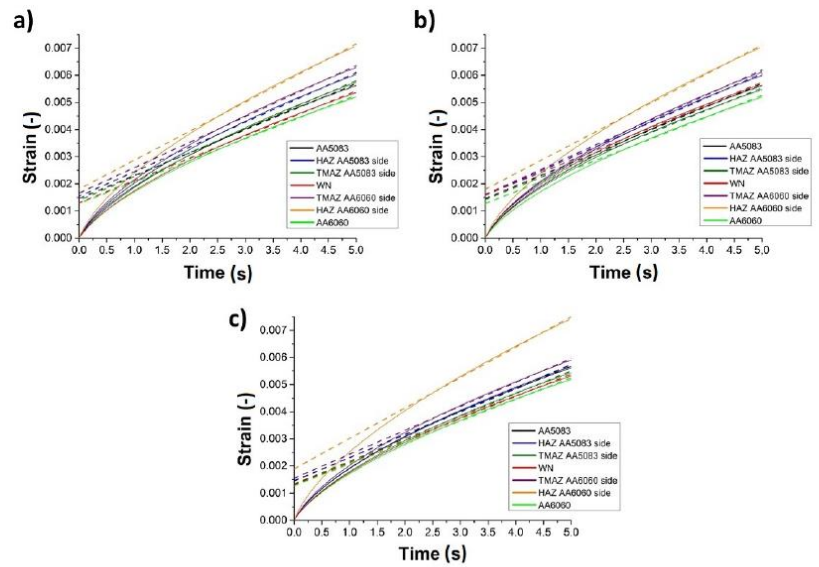 a)
Strain (-)
0.007
0.006
0.005
0.004
0.003
0.002
0.001
0.000
0.0 0.5 1.0 1.5 2.0 2.5 3.0 3.5 4.0 4.5 5.0
Time (s)
AA5083
HAZ AA5083 side
TMAZ AA5083 side
WN
TMAZ AA6060 side
HAZ AA6060 side
AA6060
b)
Strain (-)
0.007
0.006
0.005
0.004
0.003
0.002
0.001
0.000
0.0 0.5 1.0 1.5 2.0 2.5 3.0 3.5 4.0 4.5 5.0
Time (s)
AA5083
HAZ AA5083 side
TMAZ AA5083 side
WN
TMAZ AA6060 side
HAZ AA6060 side
AA6060
c)
Strain (-)
0.007
0.006
0.005
0.004
0.003
0.002
0.001
0.000
0.0 0.5 1.0 1.5 2.0 2.5 3.0 3.5 4.0 4.5 5.0
Time (s)
AA5083
HAZ AA5083 side
TMAZ AA5083 side
WN
TMAZ AA6060 side
HAZ AA6060 side
AA6060